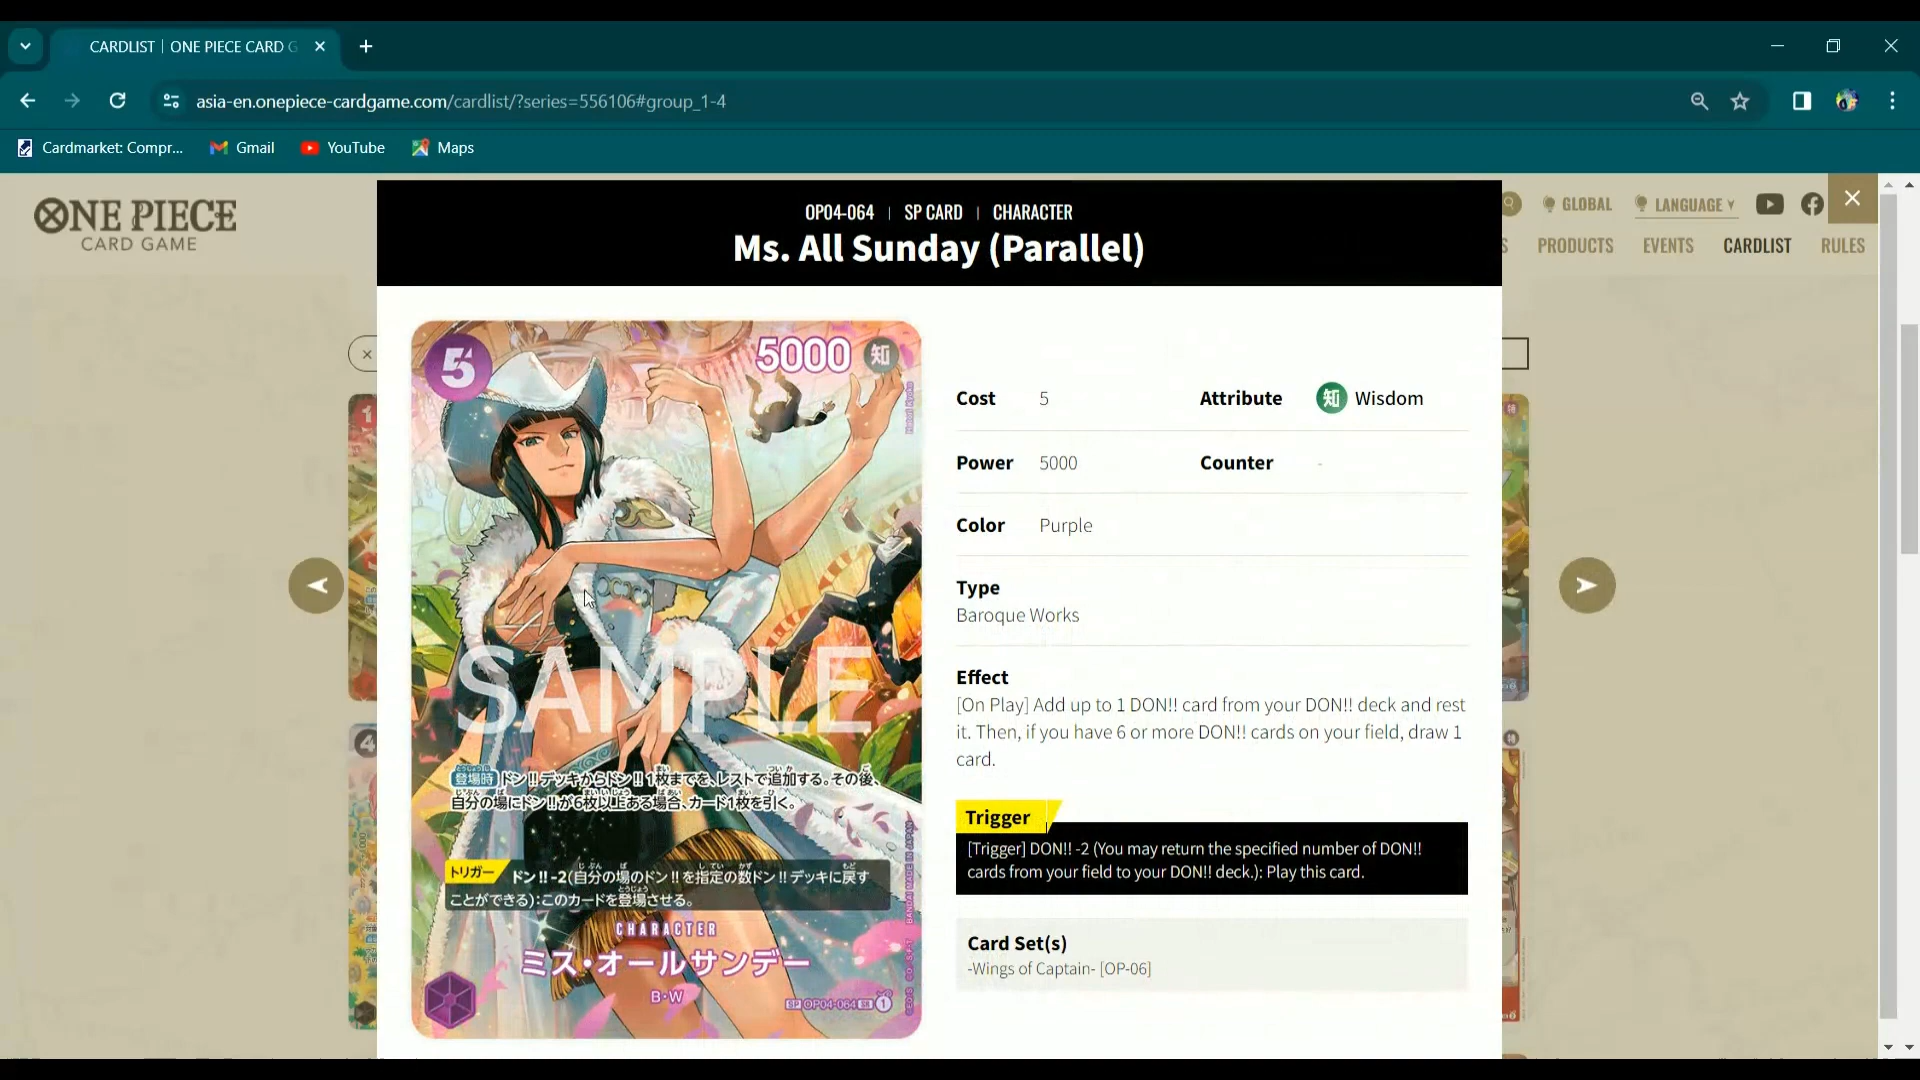 CARDLIST | ONE PIECE CARD G
asia-en.onepiece-cardgame.com/cardlist/?series=556106#group_1-4
Cardmarket: Compr...
Gmail
YouTube
Maps
ONE PIECE
CARD GAME
GLOBAL
LANGUAGE
S
PRODUCTS
EVENTS
CARDLIST
RULES
OP04-064 | SP CARD | CHARACTER
Ms. All Sunday (Parallel)
5
5000
知
SAMPLE
登場時 ドン!!デッキからドン!!1枚までを、レストで追加する。その後、
自分の場にドン!!が6枚以上ある場合、カード1枚を引く。
トリガー ドン!!-2(自分の場のドン!!を指定の数ドン!!デッキに戻す
ことができる):このカードを登場させる。
CHARACTER
ミス・オールサンデー
B・W
SP OP04-064 SR 1
BANDAI MADE IN JAPAN
Cost 5
Attribute 知 Wisdom
Power 5000
Counter -
Color Purple
Type
Baroque Works
Effect
[On Play] Add up to 1 DON!! card from your DON!! deck and rest
it. Then, if you have 6 or more DON!! cards on your field, draw 1
card.
Trigger
[Trigger] DON!! -2 (You may return the specified number of DON!!
cards from your field to your DON!! deck.): Play this card.
Card Set(s)
-Wings of Captain- [OP-06]
1
4